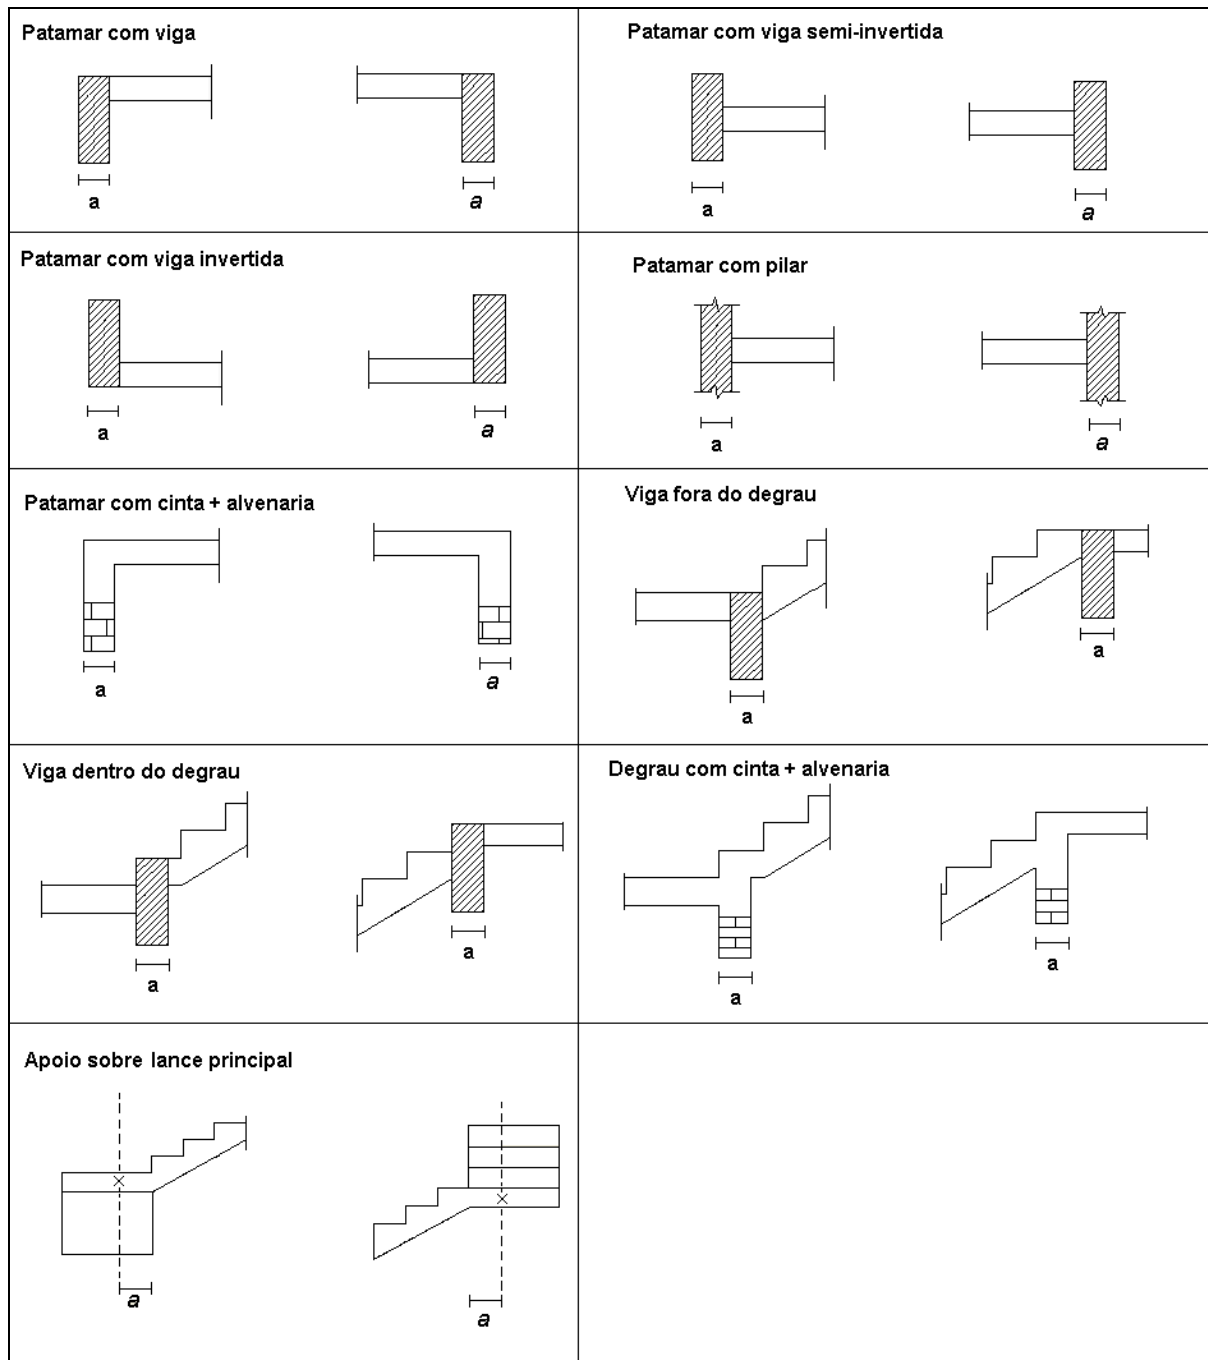 Patamar com viga
a
a
Patamar com viga semi-invertida
a
a
Patamar com viga invertida
a
a
Patamar com pilar
a
a
Patamar com cinta + alvenaria
a
a
Viga fora do degrau
a
a
Viga dentro do degrau
a
a
Degrau com cinta + alvenaria
a
a
Apoio sobre lance principal
a
a